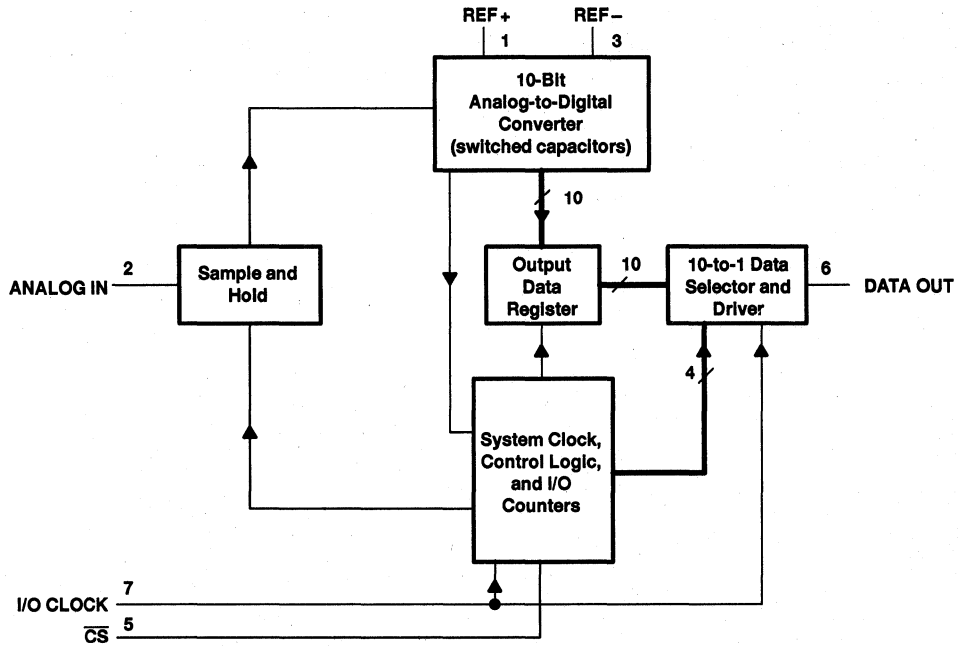 REF+ REF−
1 3
10-Bit
Analog-to-Digital
Converter
(switched capacitors)
10
2
ANALOG IN
Sample and
Hold
Output
Data
Register
10
10-to-1 Data
Selector and
Driver
6
DATA OUT
4
System Clock,
Control Logic,
and I/O
Counters
7
I/O CLOCK
5
C̅S̅